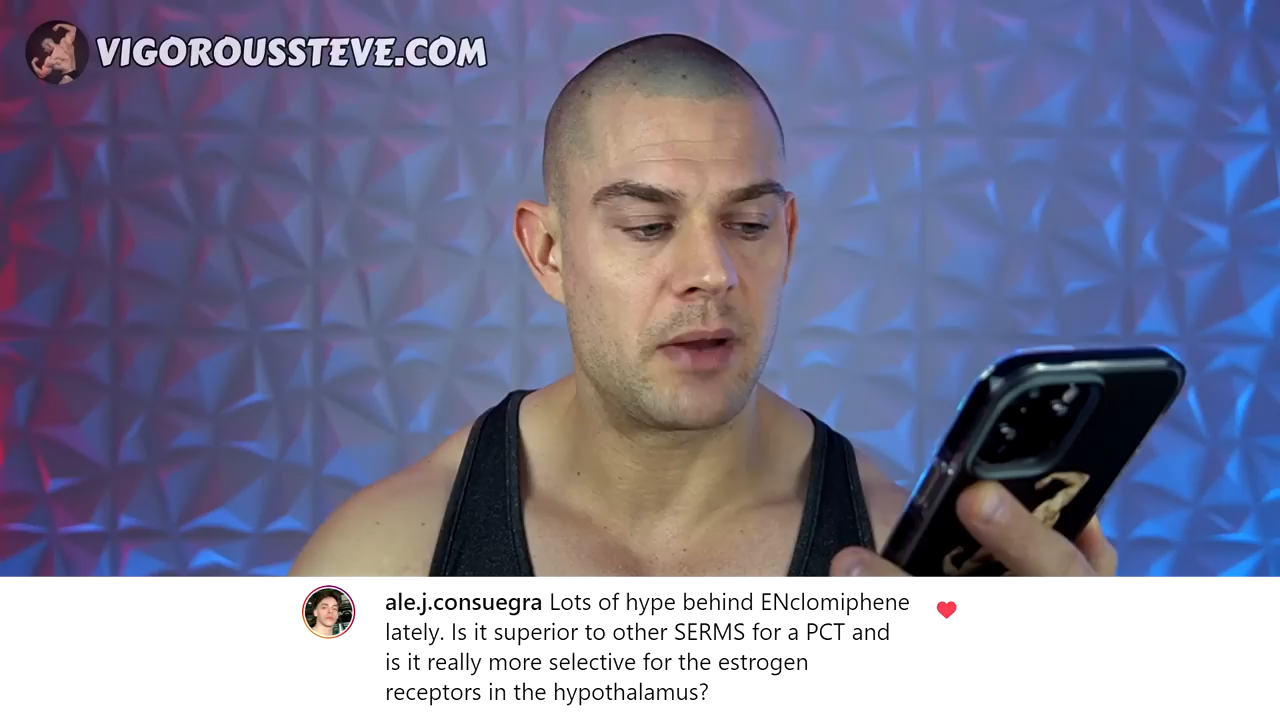 VIGOROUSSTEVE.COM
ale.j.consuegra Lots of hype behind ENclomiphene
lately. Is it superior to other SERMS for a PCT and
is it really more selective for the estrogen
receptors in the hypothalamus?